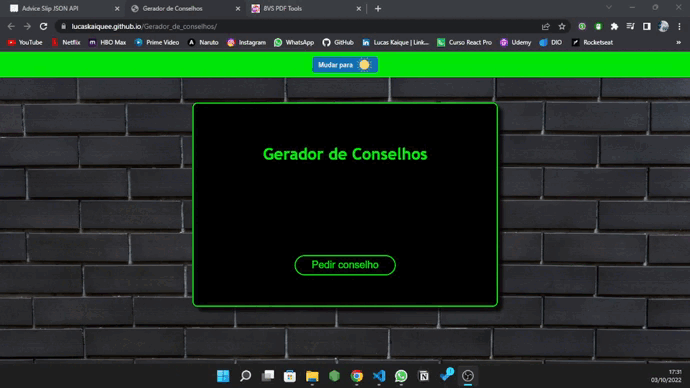 Advice Slip JSON API
Gerador de Conselhos
BVS PDF Tools
lucaskaiquee.github.io/Gerador_de_conselhos/
YouTube
Netflix
HBO Max
Prime Video
Naruto
Instagram
WhatsApp
GitHub
Lucas Kaique | Link...
Curso React Pro
Udemy
DIO
Rocketseat
Mudar para
Gerador de Conselhos
Pedir conselho
17:31
03/10/2022